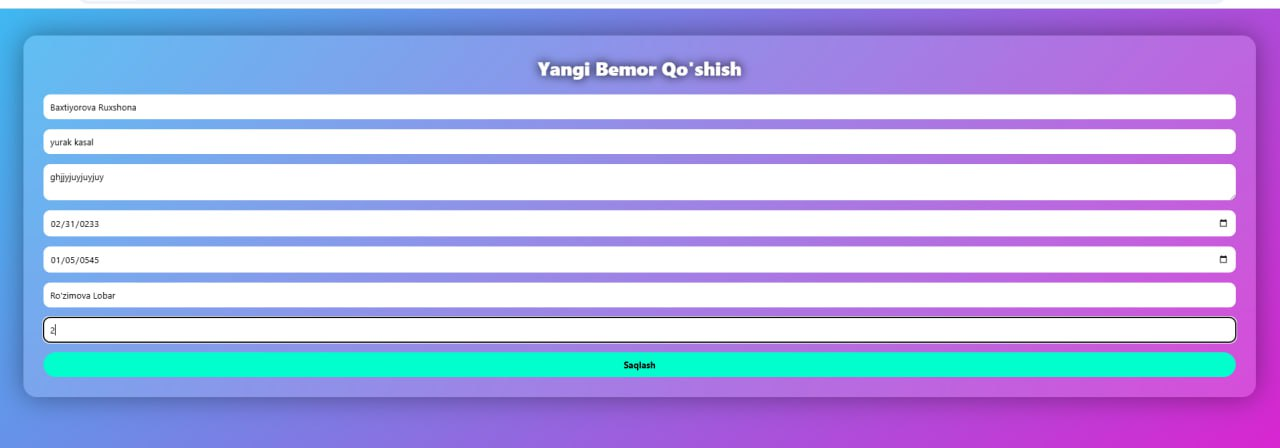 Yangi Bemor Qo'shish
Baxtiyorova Ruxshona
yurak kasal
ghjjyjuyjuyjuy
02/31/0233
01/05/0545
Ro'zimova Lobar
2
Saqlash